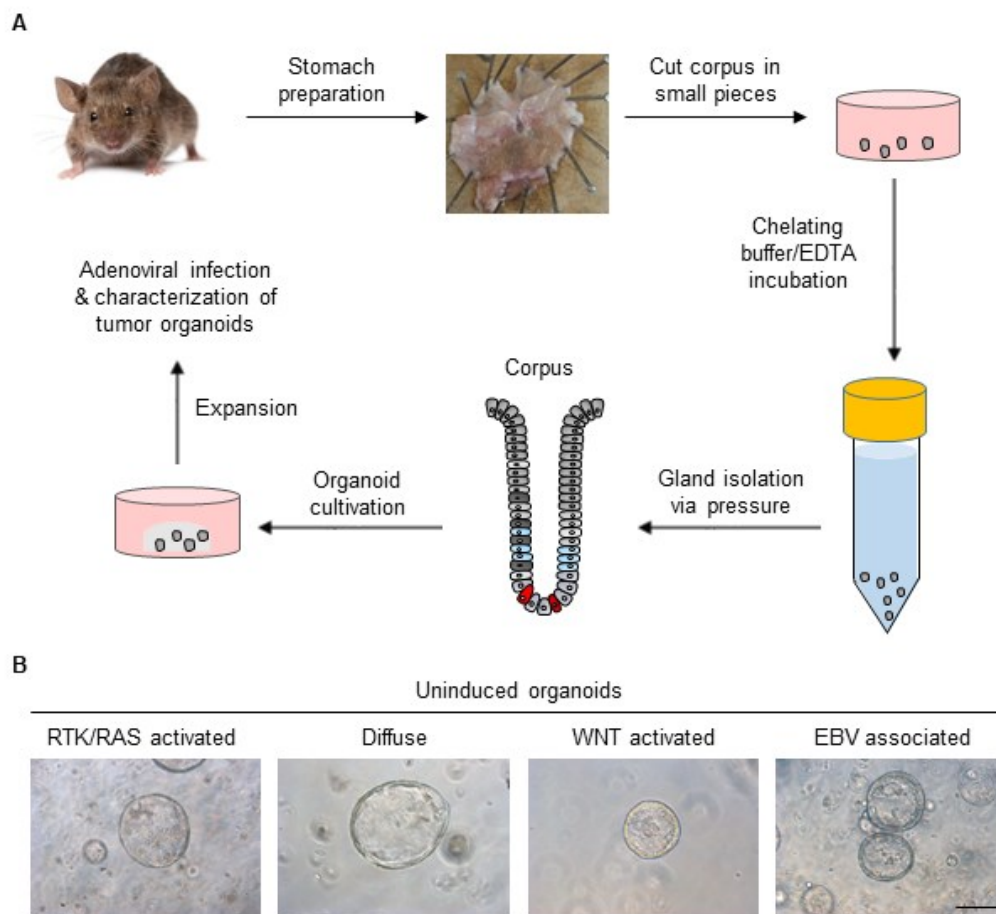 A
Stomach
preparation
Cut corpus in
small pieces
Chelating
buffer/EDTA
incubation
Adenoviral infection
& characterization of
tumor organoids
Expansion
Corpus
Organoid
cultivation
Gland isolation
via pressure
B
Uninduced organoids
RTK/RAS activated
Diffuse
WNT activated
EBV associated